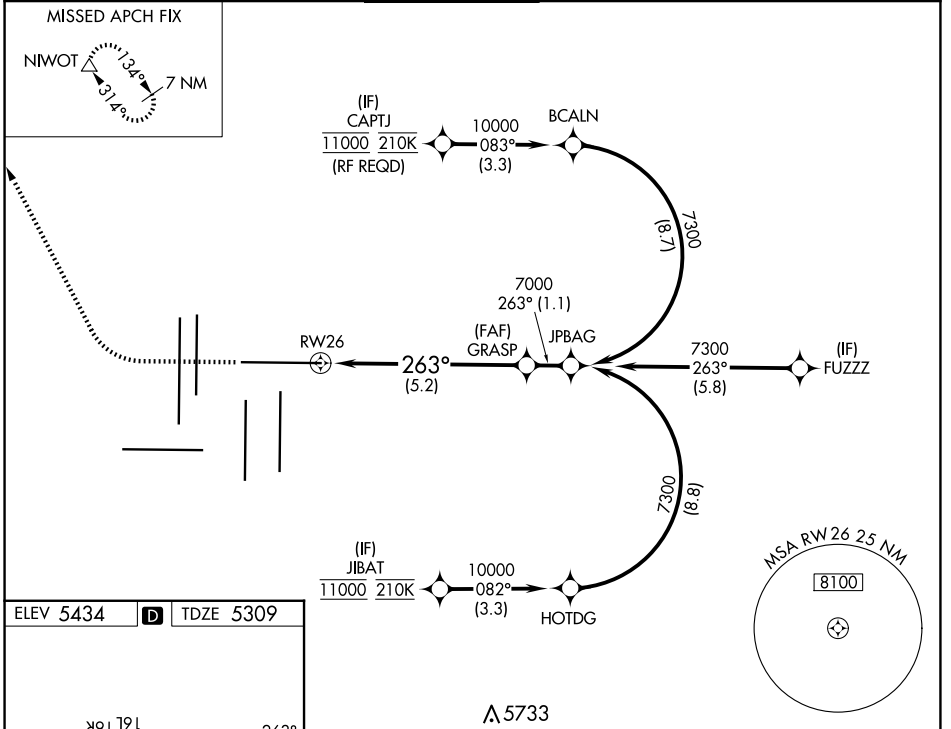 MISSED APCH FIX
NIWOT
134°
7 NM
314°
(IF)
CAPTJ
11000 210K
(RF REQD)
10000
083°
(3.3)
BCALN
7300
(8.7)
7000
263° (1.1)
(FAF)
GRASP
JPBAG
RW26
263°
(5.2)
7300
263°
(5.8)
(IF)
FUZZZ
7300
(8.8)
(IF)
JIBAT
11000 210K
10000
082°
(3.3)
HOTDG
MSA RW26 25 NM
8100
ELEV 5434
D
TDZE 5309
5733